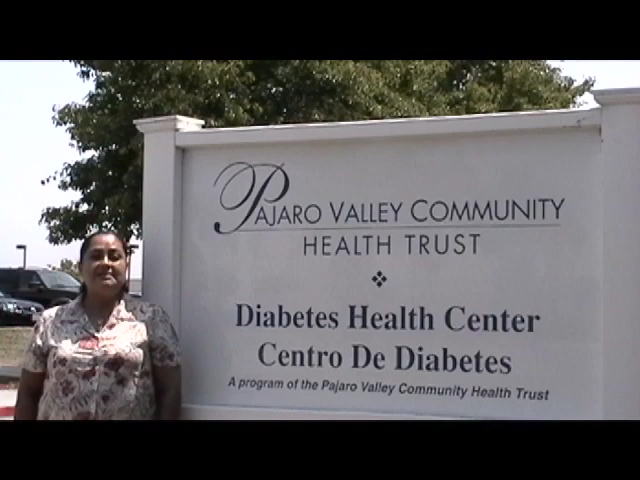 PAJARO VALLEY COMMUNITY
HEALTH TRUST
Diabetes Health Center
Centro De Diabetes
A program of the Pajaro Valley Community Health Trust